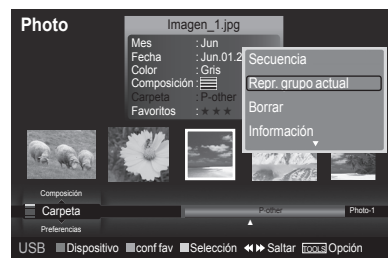 Photo
Imagen_1.jpg
Mes : Jun
Fecha : Jun.01.2
Color : Gris
Composición :
Carpeta : P-other
Favoritos : ★ ★ ★
Secuencia
Repr. grupo actual
Borrar
Información
Composición
Carpeta
P-other
Photo-1
Preferencias
USB Dispositivo conf fav Selección Saltar TOOLS Opción